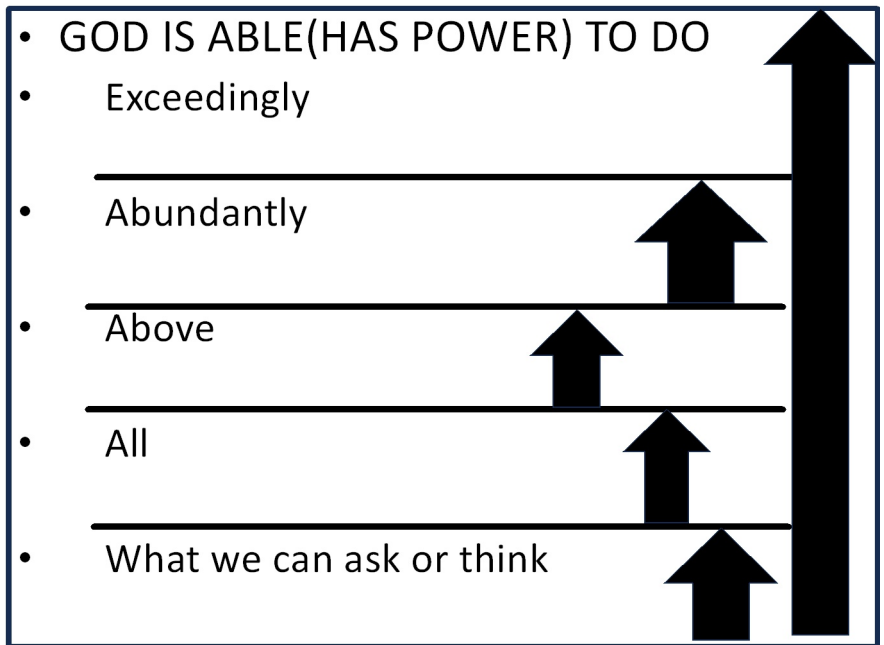 • GOD IS ABLE(HAS POWER) TO DO
• Exceedingly
• Abundantly
• Above
• All
• What we can ask or think